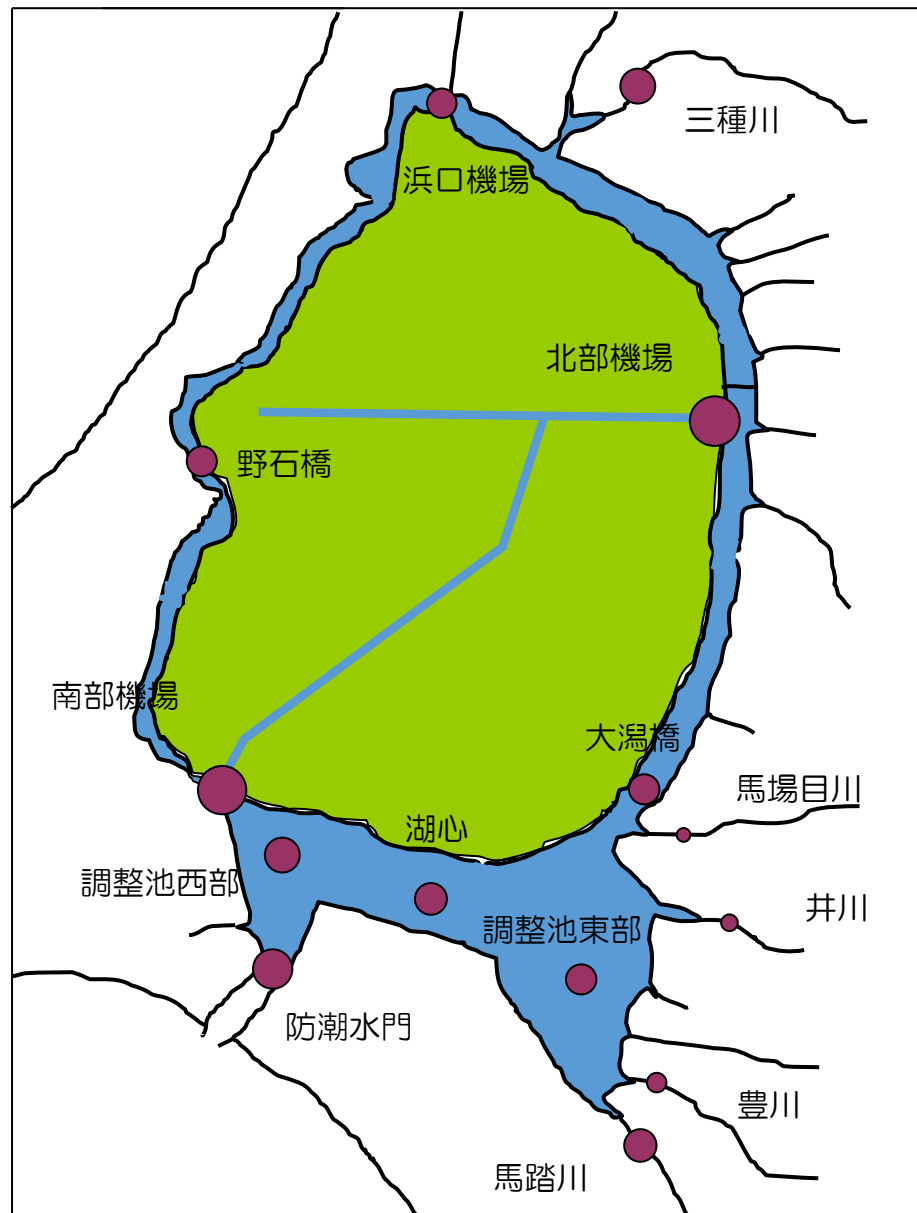 三種川
浜口機場
北部機場
野石橋
南部機場
大潟橋
馬場目川
湖心
調整池西部
井川
調整池東部
防潮水門
豊川
馬踏川